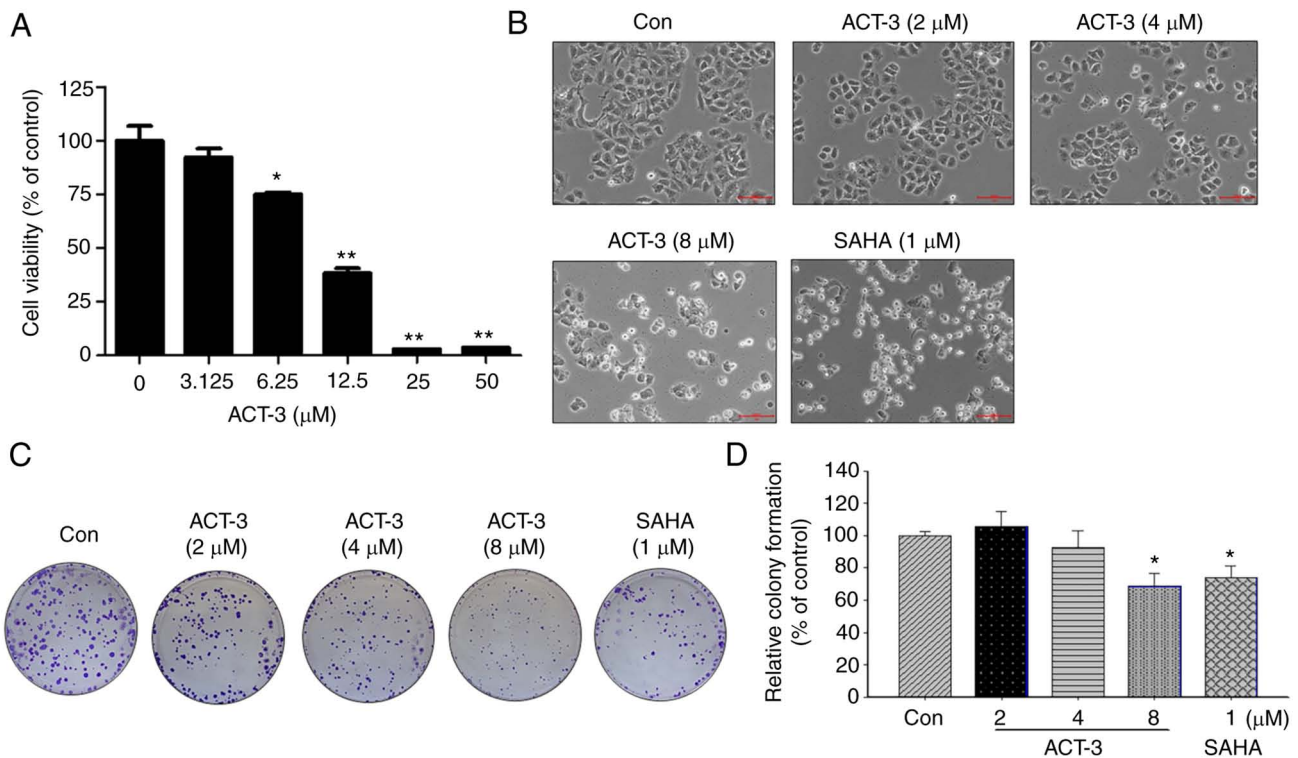 A
Cell viability (% of control)
125
100
75
50
25
0
*
**
**
**
0 3.125 6.25 12.5 25 50
ACT-3 (μM)
B
Con ACT-3 (2 μM) ACT-3 (4 μM)
ACT-3 (8 μM) SAHA (1 μM)
C
Con
ACT-3
(2 μM)
ACT-3
(4 μM)
ACT-3
(8 μM)
SAHA
(1 μM)
D
Relative colony formation
(% of control)
140
120
100
80
60
40
20
0
*
*
Con 2 4 8 1 (μM)
ACT-3 SAHA